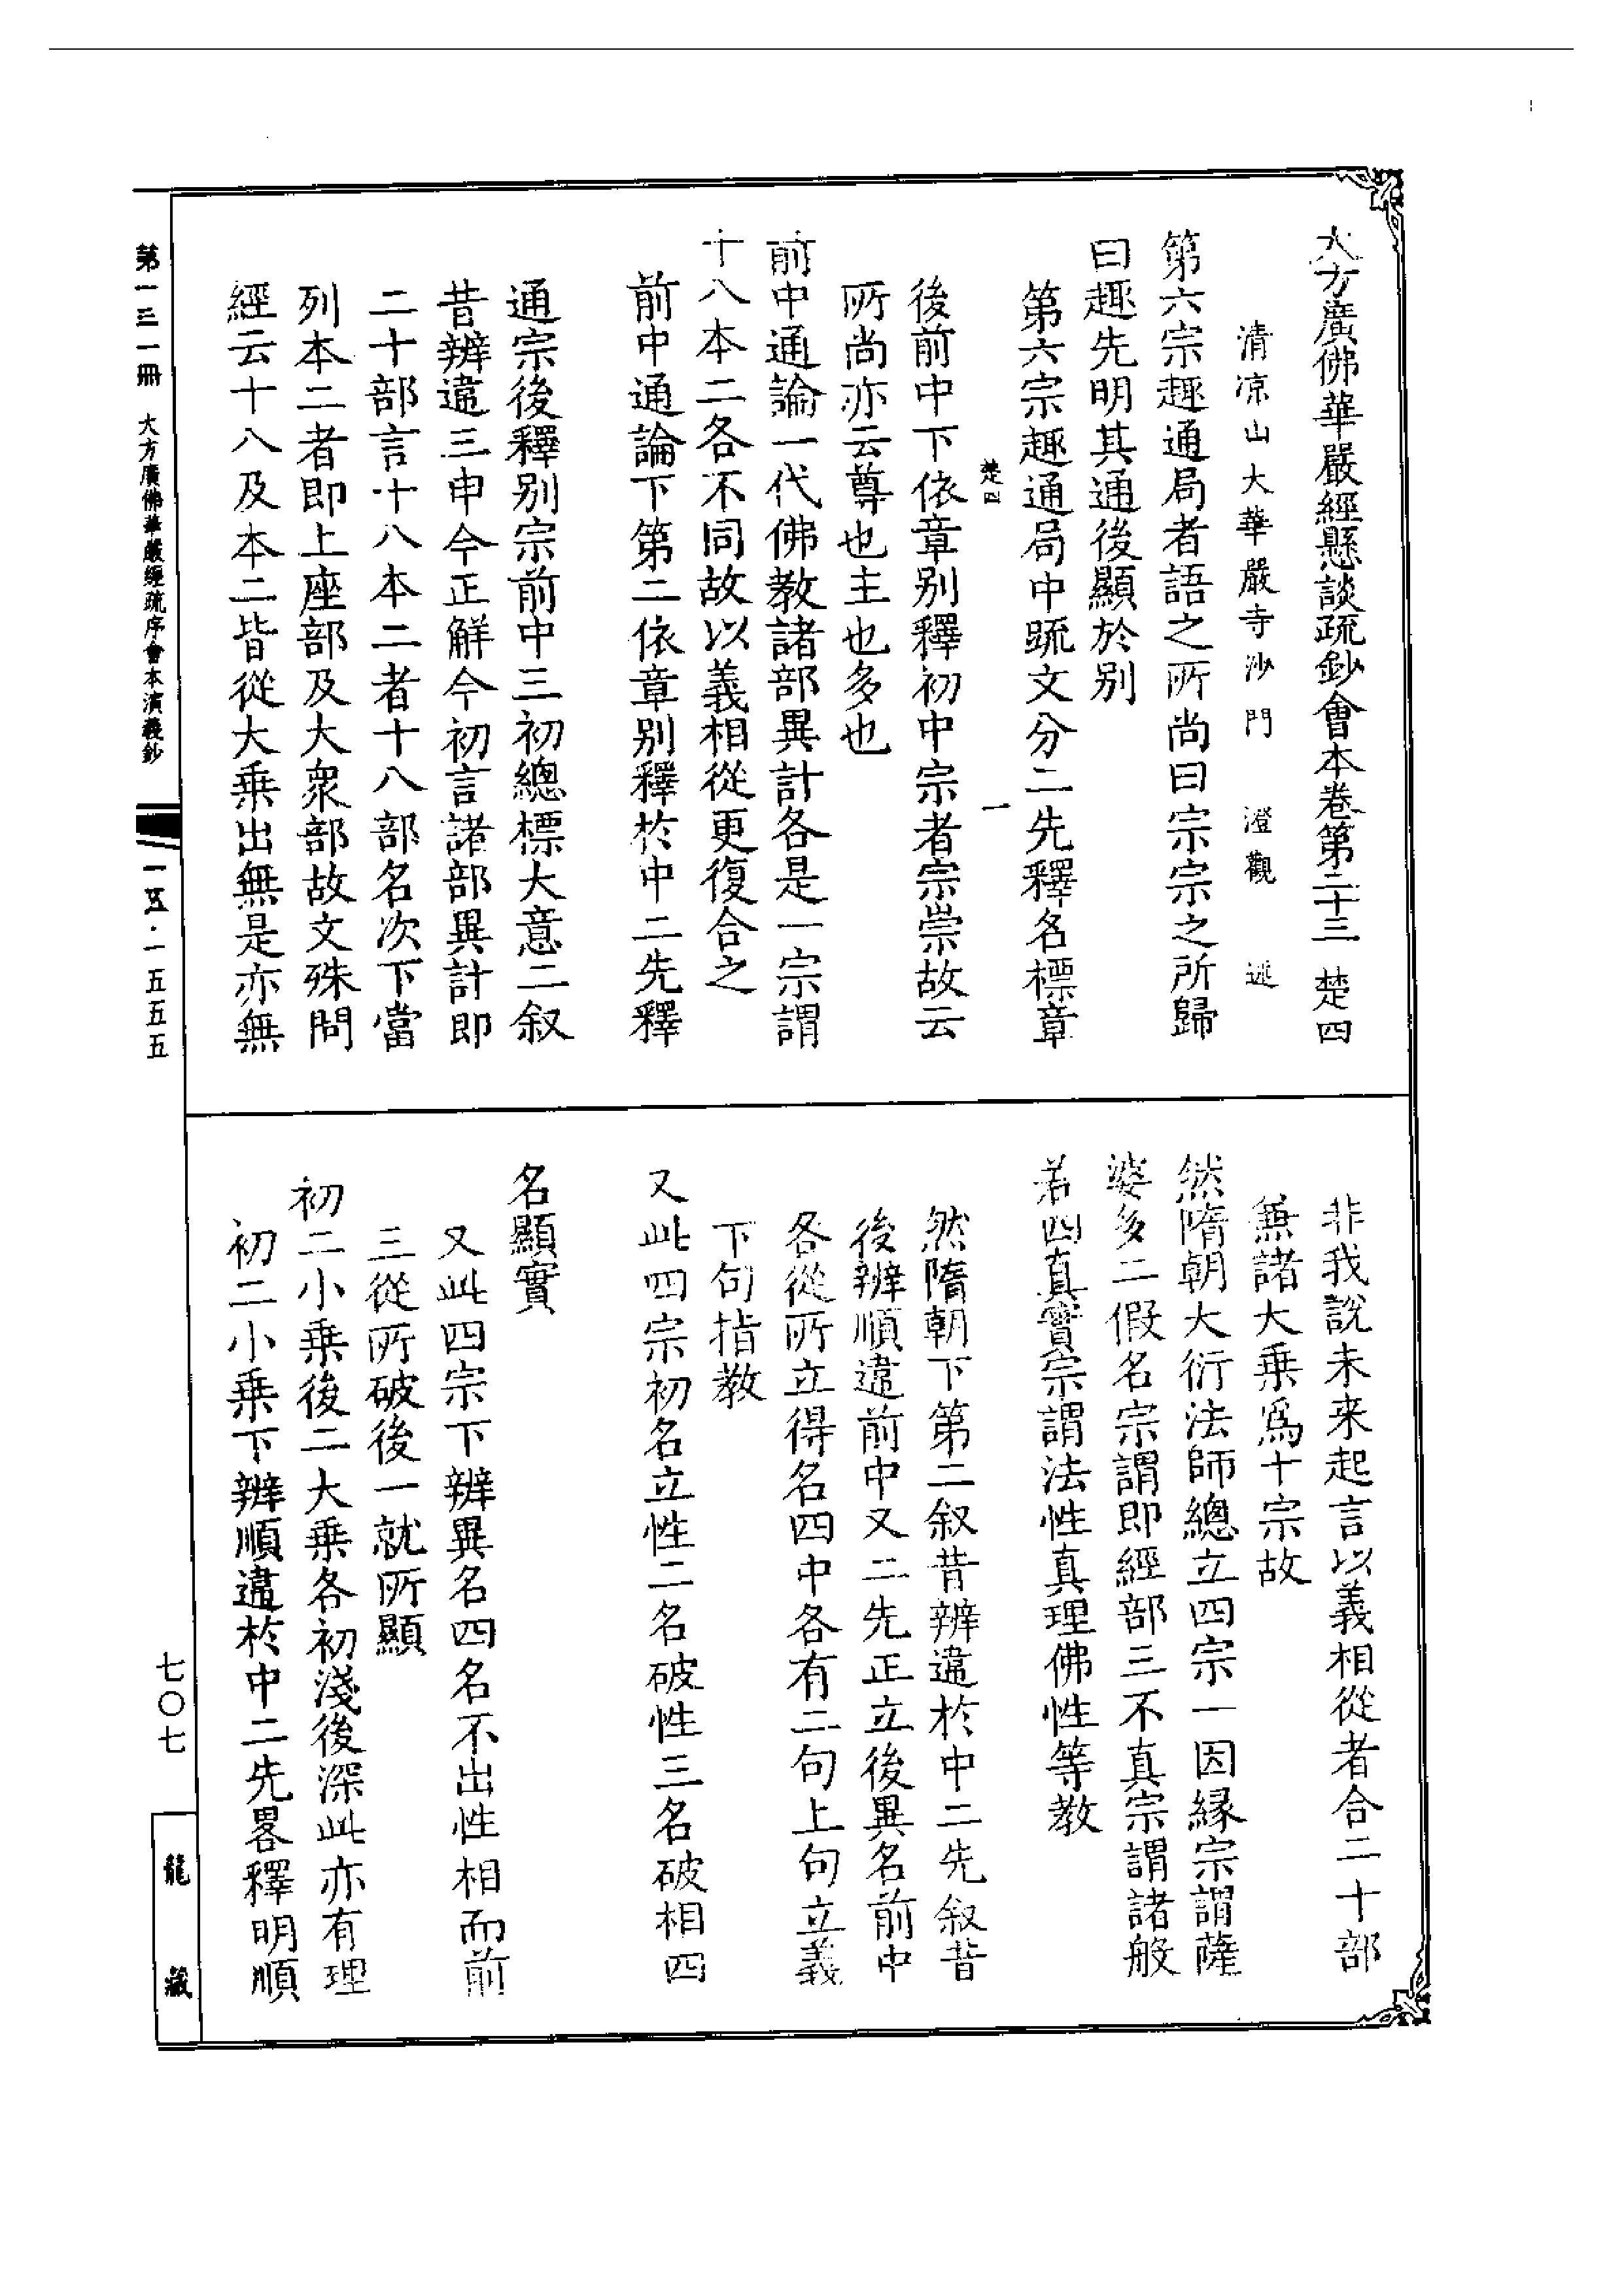 大方廣佛華嚴經懸談疏鈔會本卷第二十三 楚四
清凉山大華嚴寺沙門 澄觀 述
第六宗趣通局者語之所尚曰宗宗之所歸
曰趣先明其通後顯於別
第六宗趣通局中䟽文分二先釋名標章
楚四 一
後前中下依章別釋初中宗者宗崇故云
所尚亦云尊也主也多也
前中通論一代佛教諸部異計各是一宗謂
十八本二各不同故以義相從更復合之
前中通論下第二依章別釋於中二先釋
通宗後釋別宗前中三初總標大意二叙
昔辨違三申今正解今初言諸部異計即
二十部言十八本二者十八部名次下當
列本二者即上座部及大衆部故文殊問
經云十八及本二皆從大乘出無是亦無
非我說未來起言以義相從者合二十部
兼諸大乘爲十宗故
然隋朝大衍法師總立四宗一因緣宗謂薩
婆多二假名宗謂即經部三不真宗謂諸般
若四真實宗謂法性真理佛性等教
然隋朝下第二叙昔辨違於中二先叙昔
後辨順違前中又二先正立後異名前中
各從所立得名四中各有二句上句立義
下句指教
又此四宗初名立性二名破性三名破相四
名顯實
又此四宗下辨異名四名不出性相而前
三從所破後一就所顯
初二小乘後二大乘各初淺後深此亦有理
初二小乘下辨順違於中二先畧釋明順
第一三一冊 大方廣佛華嚴經疏序會本演義鈔
一五·一五五五
七〇七
龍藏